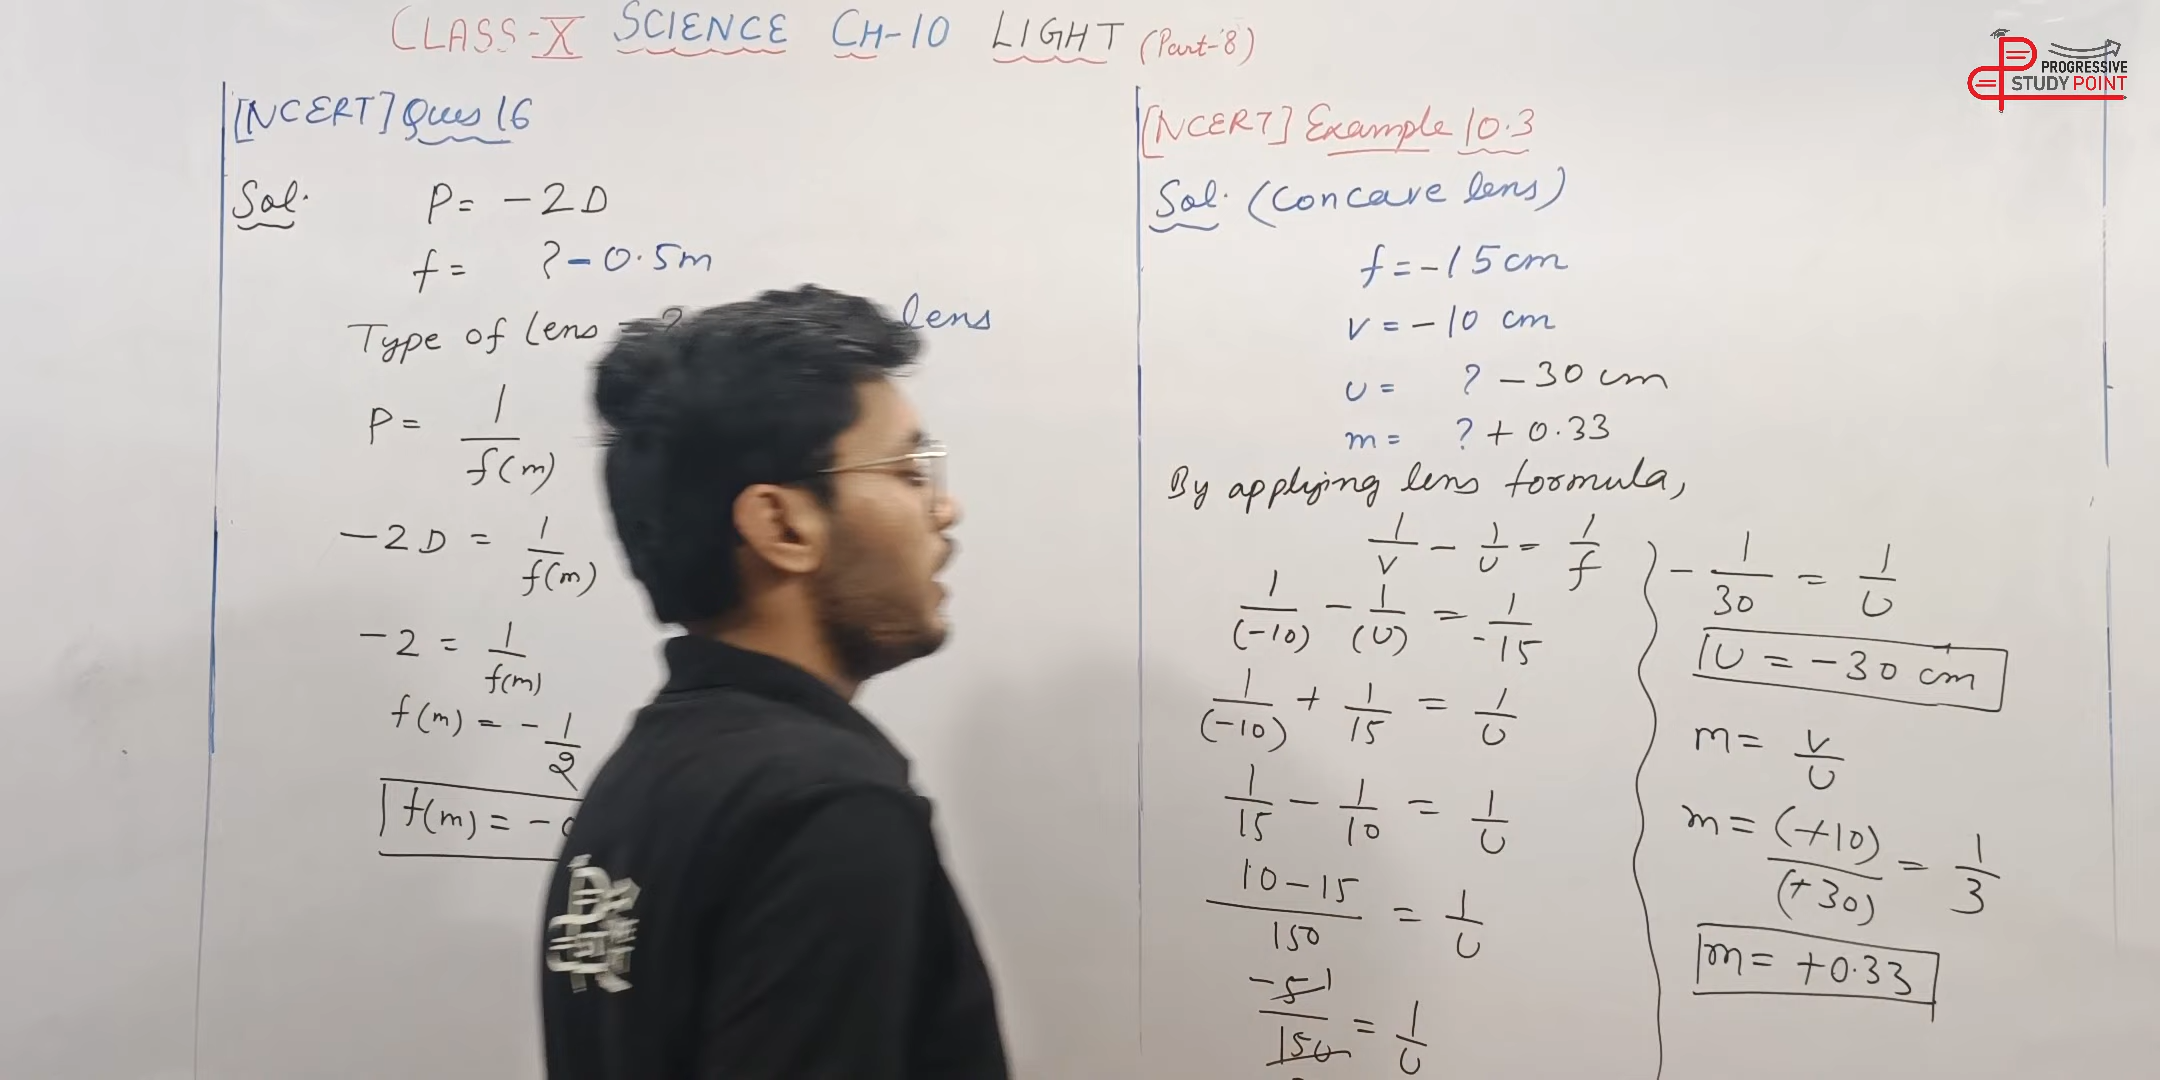 CLASS-X SCIENCE CH-10 LIGHT (Part-8)
PROGRESSIVE
STUDY POINT
[NCERT] Ques 16
Sol. P = -2D
f = ? -0.5m
Type of lens = lens
P = 1/f(m)
-2D = 1/f(m)
-2 = 1/f(m)
f(m) = -1/2
f(m) = -
[NCERT] Example 10.3
Sol. (Concave lens)
f = -15cm
v = -10 cm
u = ? -30 cm
m = ? + 0.33
By applying lens formula,
1/v - 1/u = 1/f
1/(-10) - 1/(u) = 1/-15
1/(-10) + 1/15 = 1/u
1/15 - 1/10 = 1/u
10-15/150 = 1/u
-5 1/150 = 1/u
-1/30 = 1/u
u = -30 cm
m = v/u
m = (+10)/(+30) = 1/3
m = +0.33